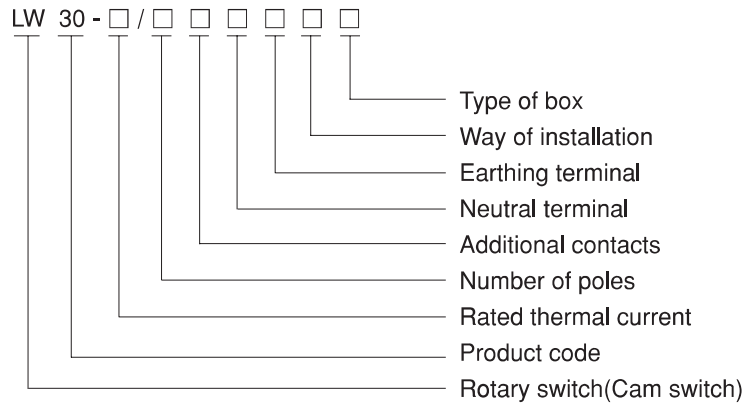 LW 30 - □ / □ □ □ □ □ □
Type of box
Way of installation
Earthing terminal
Neutral terminal
Additional contacts
Number of poles
Rated thermal current
Product code
Rotary switch(Cam switch)